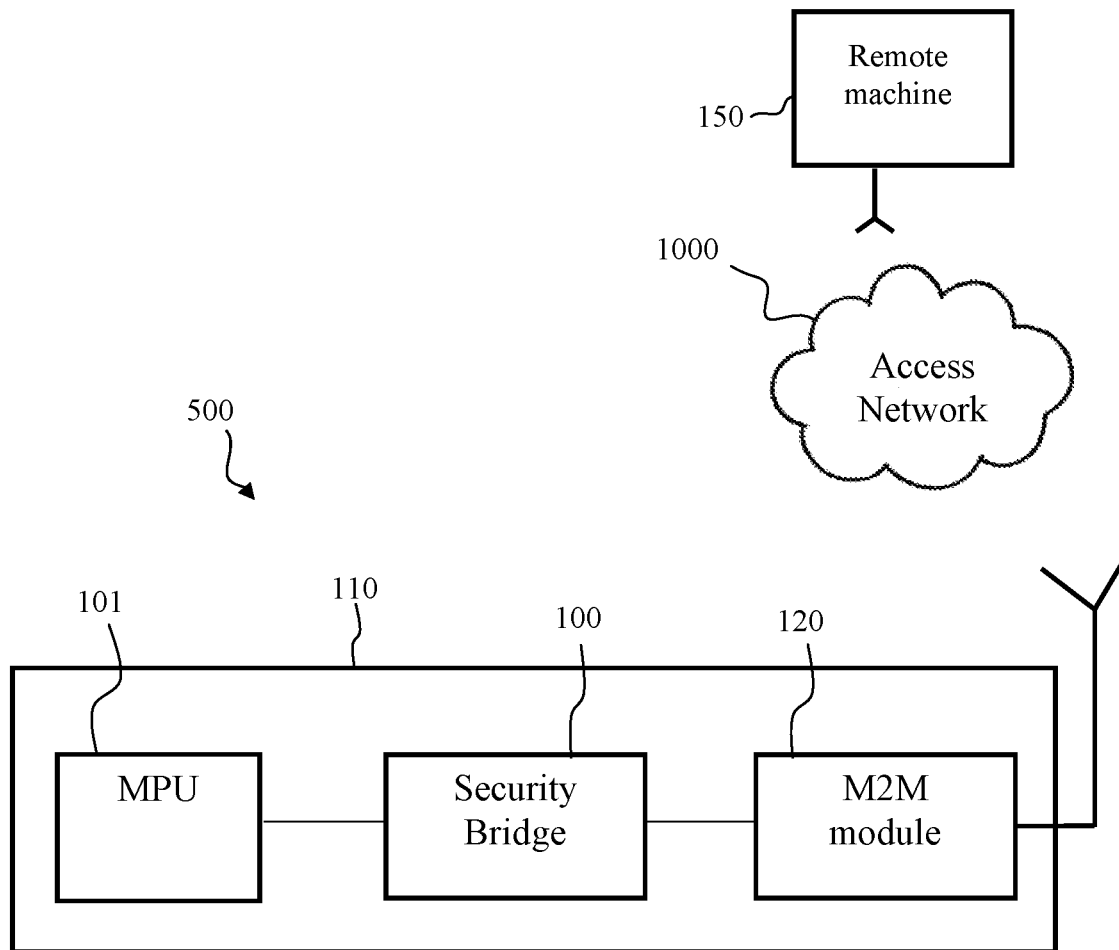 Remote
machine
150
1000
Access
Network
500
101
110
100
120
MPU
Security
Bridge
M2M
module